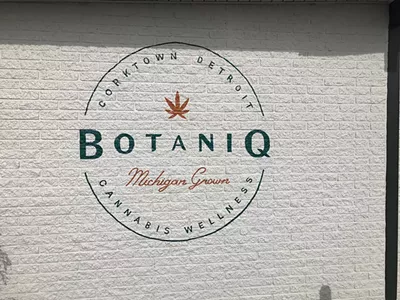 CORKTOWN DETROIT
BOTANIQ
Michigan Grown
CANNABIS WELLNESS